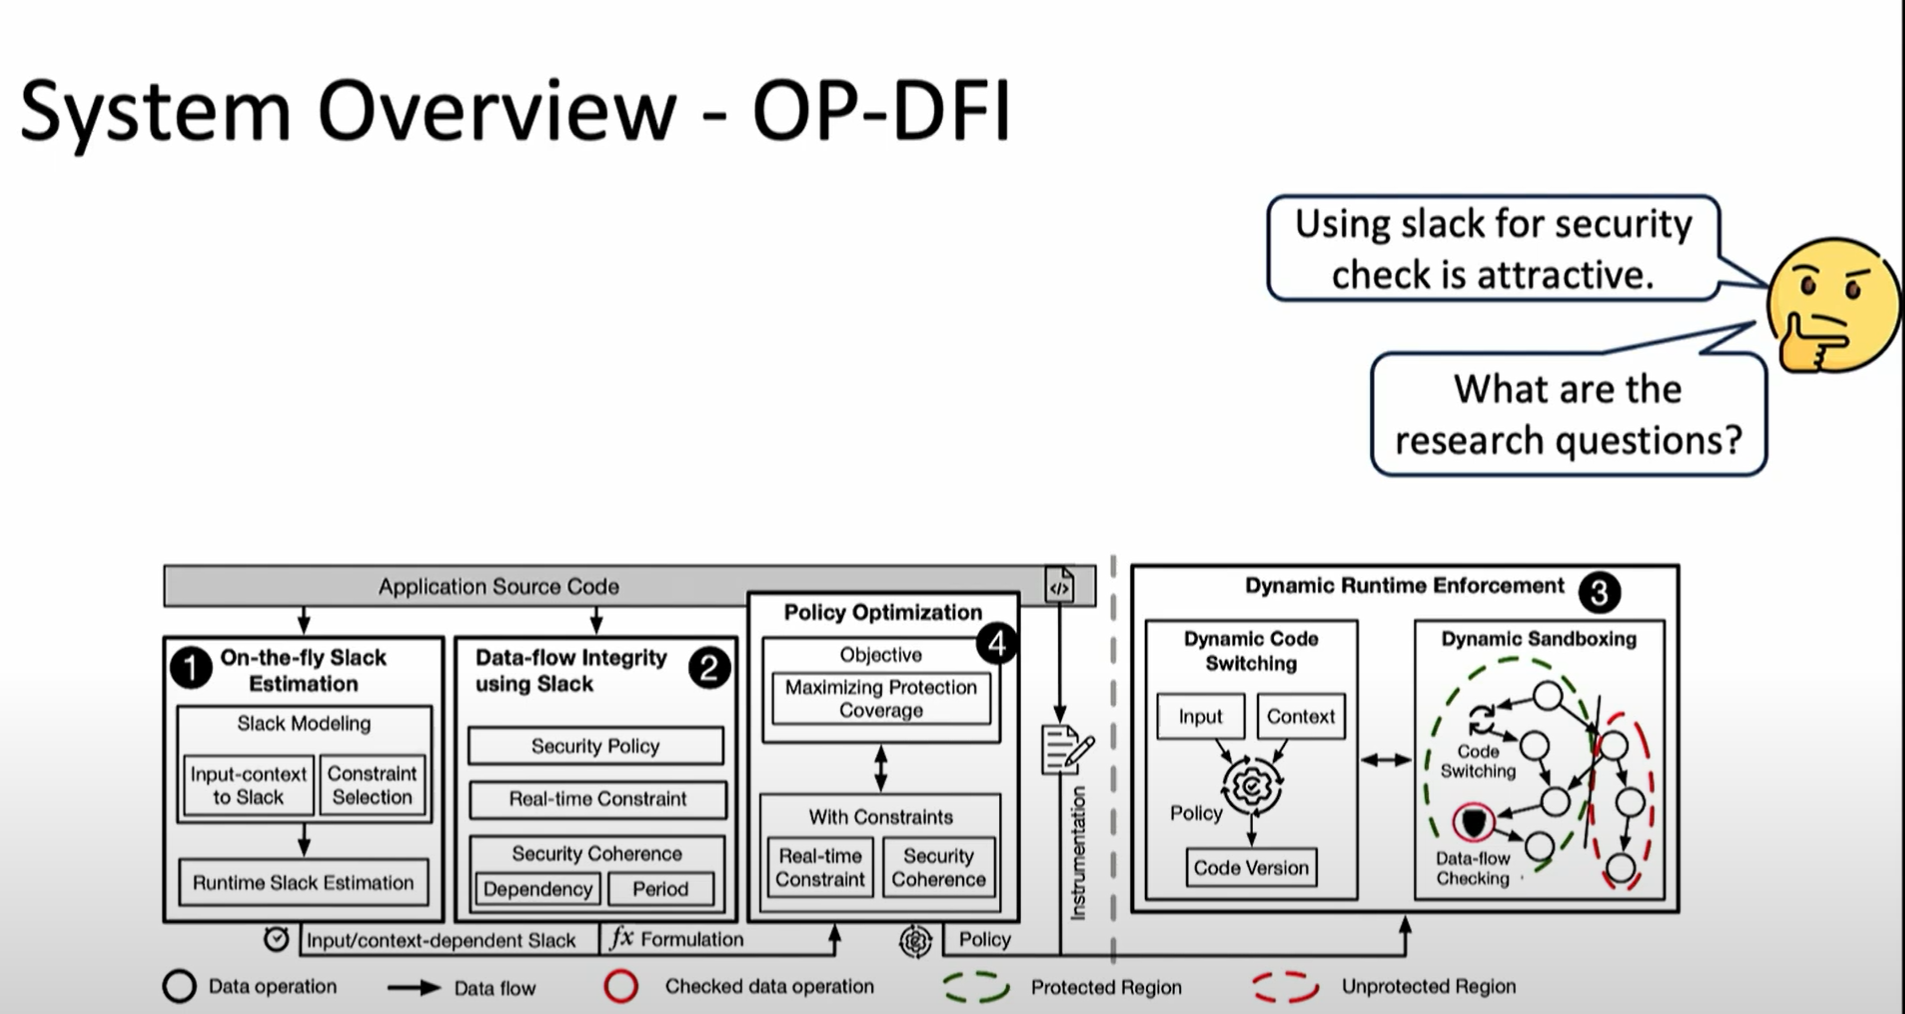 System Overview - OP-DFI
Using slack for security
check is attractive.
What are the
research questions?
Application Source Code
</>
1
On-the-fly Slack
Estimation
Slack Modeling
Input-context
to Slack
Constraint
Selection
Runtime Slack Estimation
Data-flow Integrity
using Slack
2
Security Policy
Real-time Constraint
Security Coherence
Dependency
Period
Policy Optimization
4
Objective
Maximizing Protection
Coverage
With Constraints
Real-time
Constraint
Security
Coherence
Instrumentation
Dynamic Runtime Enforcement
3
Dynamic Code
Switching
Input
Context
Policy
Code Version
Dynamic Sandboxing
Code
Switching
Data-flow
Checking
Input/context-dependent Slack
fx Formulation
Policy
Data operation
Data flow
Checked data operation
Protected Region
Unprotected Region